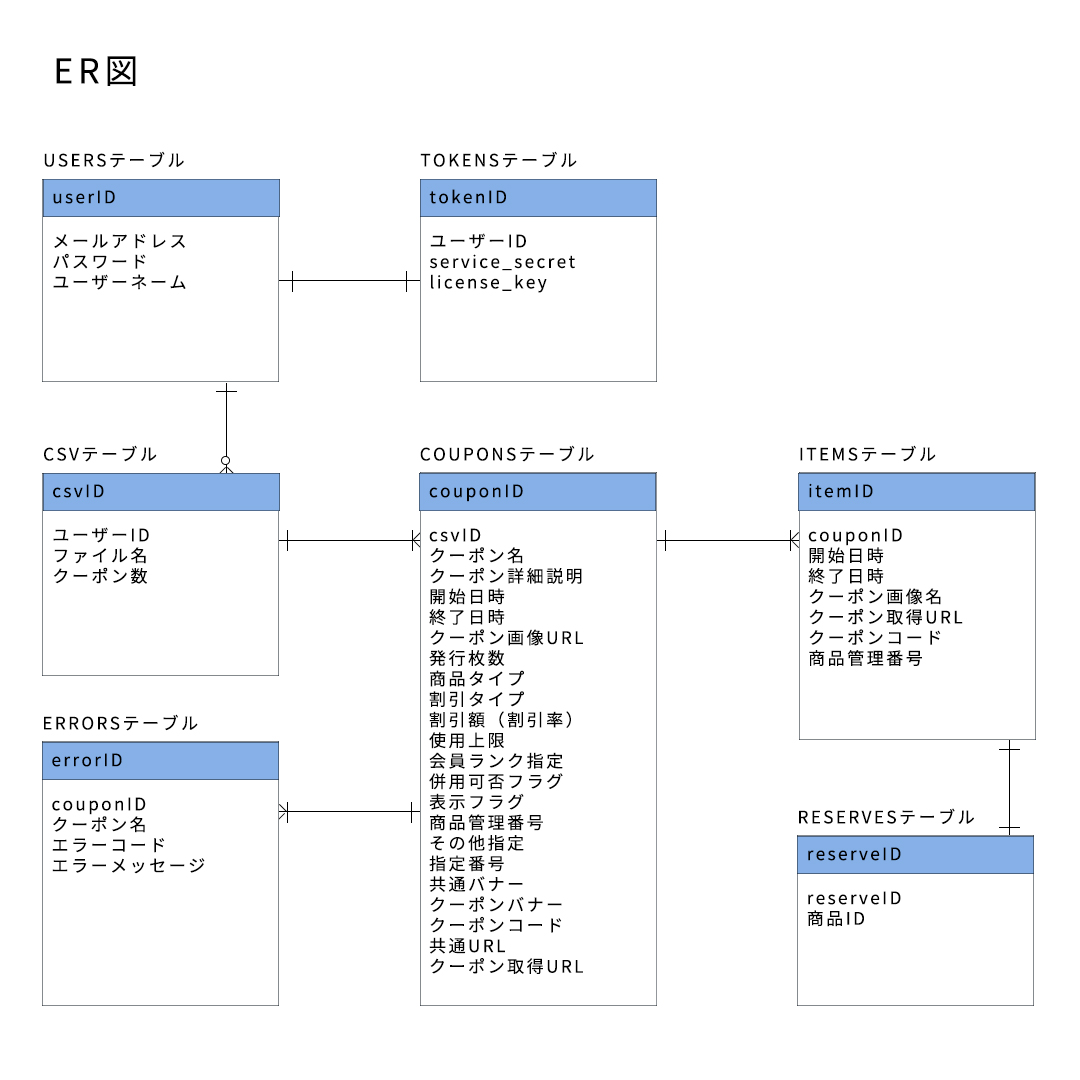 ER図
USERSテーブル
userID
メールアドレス
パスワード
ユーザーネーム
TOKENSテーブル
tokenID
ユーザーID
service_secret
license_key
CSVテーブル
csvID
ユーザーID
ファイル名
クーポン数
COUPONSテーブル
couponID
csvID
クーポン名
クーポン詳細説明
開始日時
終了日時
クーポン画像URL
発行枚数
商品タイプ
割引タイプ
割引額（割引率）
使用上限
会員ランク指定
併用可否フラグ
表示フラグ
商品管理番号
その他指定
指定番号
共通バナー
クーポンバナー
クーポンコード
共通URL
クーポン取得URL
ITEMSテーブル
itemID
couponID
開始日時
終了日時
クーポン画像名
クーポン取得URL
クーポンコード
商品管理番号
ERRORSテーブル
errorID
couponID
クーポン名
エラーコード
エラーメッセージ
RESERVESテーブル
reserveID
reserveID
商品ID